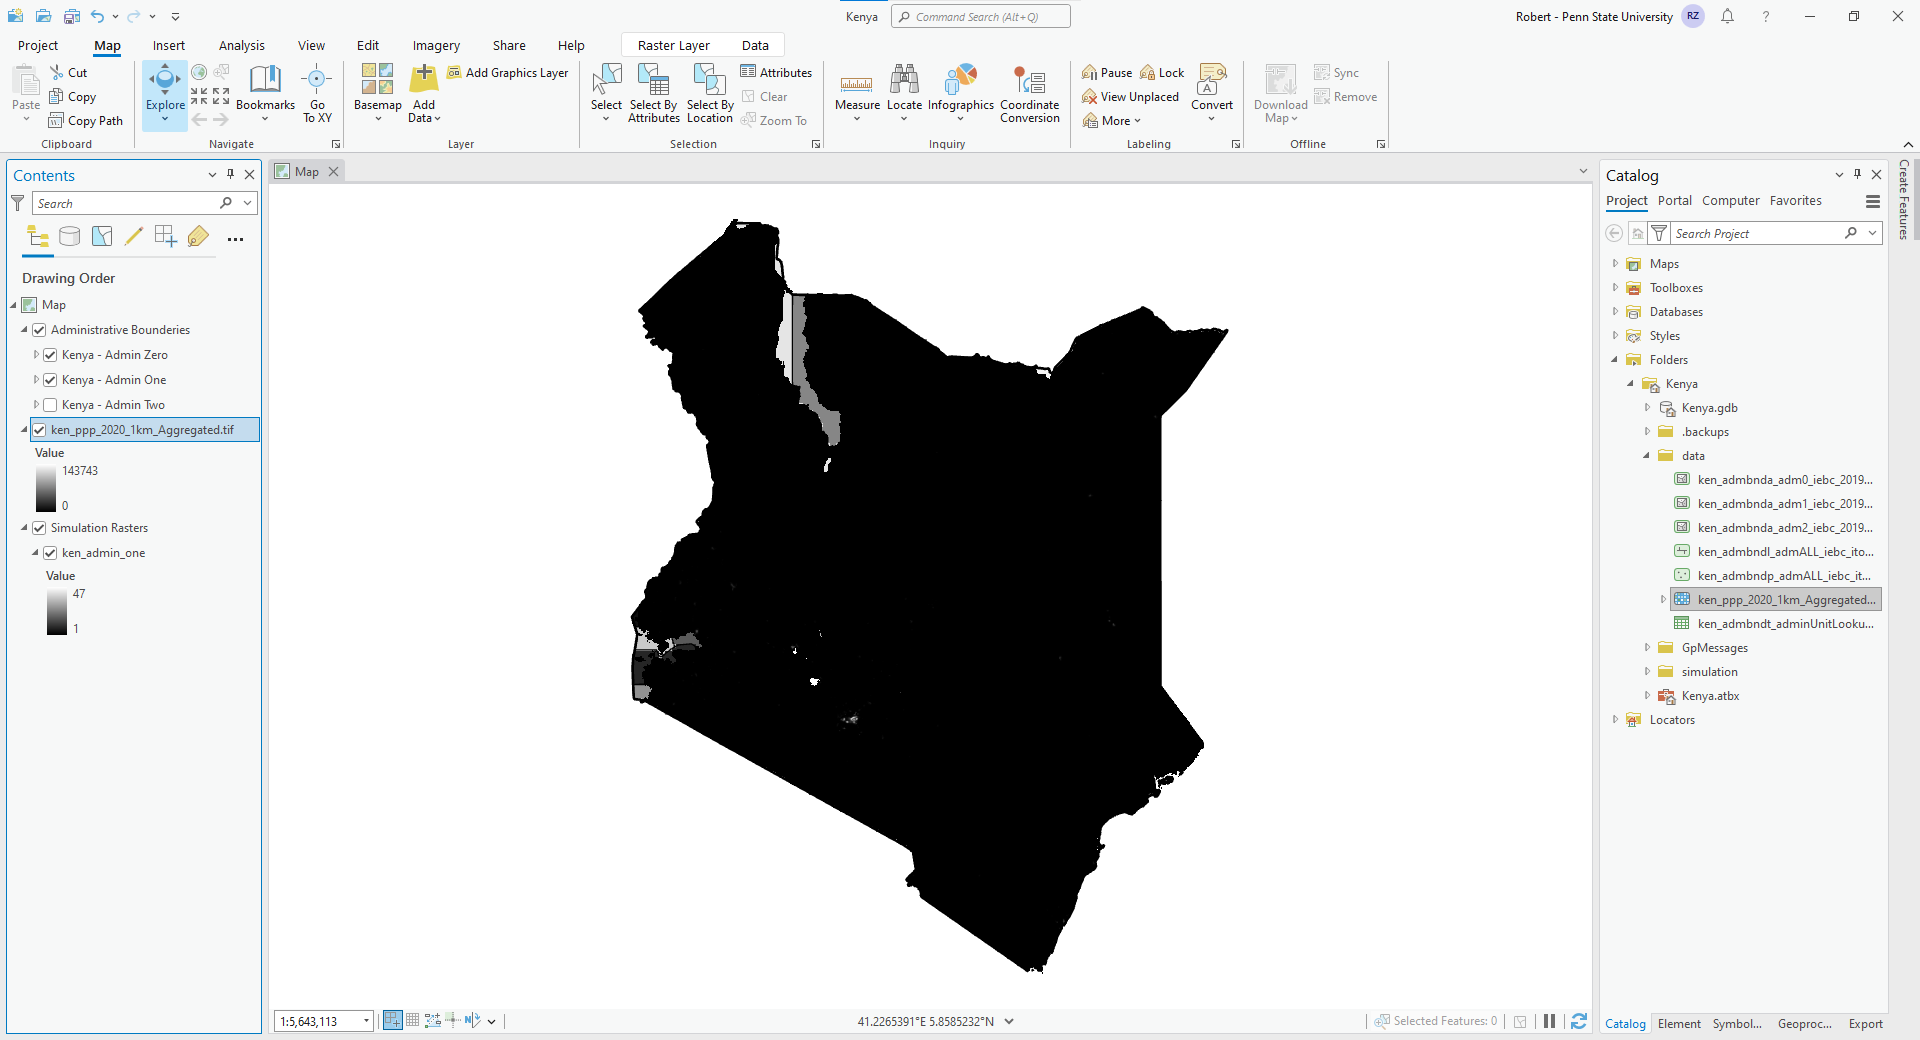 Kenya
Command Search (Alt+Q)
Robert - Penn State University
RZ
?
Project
Map
Insert
Analysis
View
Edit
Imagery
Share
Help
Raster Layer
Data
Paste
Cut
Copy
Copy Path
Clipboard
Explore
Bookmarks
Go
To XY
Navigate
Basemap
Add
Data
Add Graphics Layer
Layer
Select
Select By
Attributes
Select By
Location
Attributes
Clear
Zoom To
Selection
Measure
Locate
Infographics
Coordinate
Conversion
Inquiry
Pause
Lock
View Unplaced
More
Convert
Labeling
Download
Map
Sync
Remove
Offline
Contents
Search
Drawing Order
Map
Administrative Bounderies
Kenya - Admin Zero
Kenya - Admin One
Kenya - Admin Two
ken_ppp_2020_1km_Aggregated.tif
Value
143743
0
Simulation Rasters
ken_admin_one
Value
47
1
Map
1:5,643,113
41.2265391°E 5.8585232°N
Selected Features: 0
Catalog
Project
Portal
Computer
Favorites
Search Project
Maps
Toolboxes
Databases
Styles
Folders
Kenya
Kenya.gdb
.backups
data
ken_admbnda_adm0_iebc_2019...
ken_admbnda_adm1_iebc_2019...
ken_admbnda_adm2_iebc_2019...
ken_admbndl_admALL_iebc_ito...
ken_admbndp_admALL_iebc_it...
ken_ppp_2020_1km_Aggregated...
ken_admbndt_adminUnitLooku...
GpMessages
simulation
Kenya.atbx
Locators
Catalog
Element
Symbol...
Geoproc...
Export
Create Features